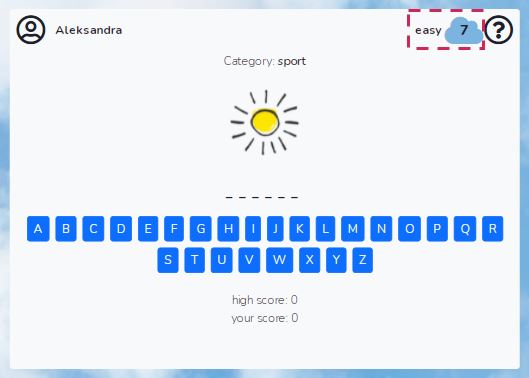 Aleksandra
easy 7 ?
Category: sport
_ _ _ _ _ _
A B C D E F G H I J K L M N O P Q R
S T U V W X Y Z
high score: 0
your score: 0